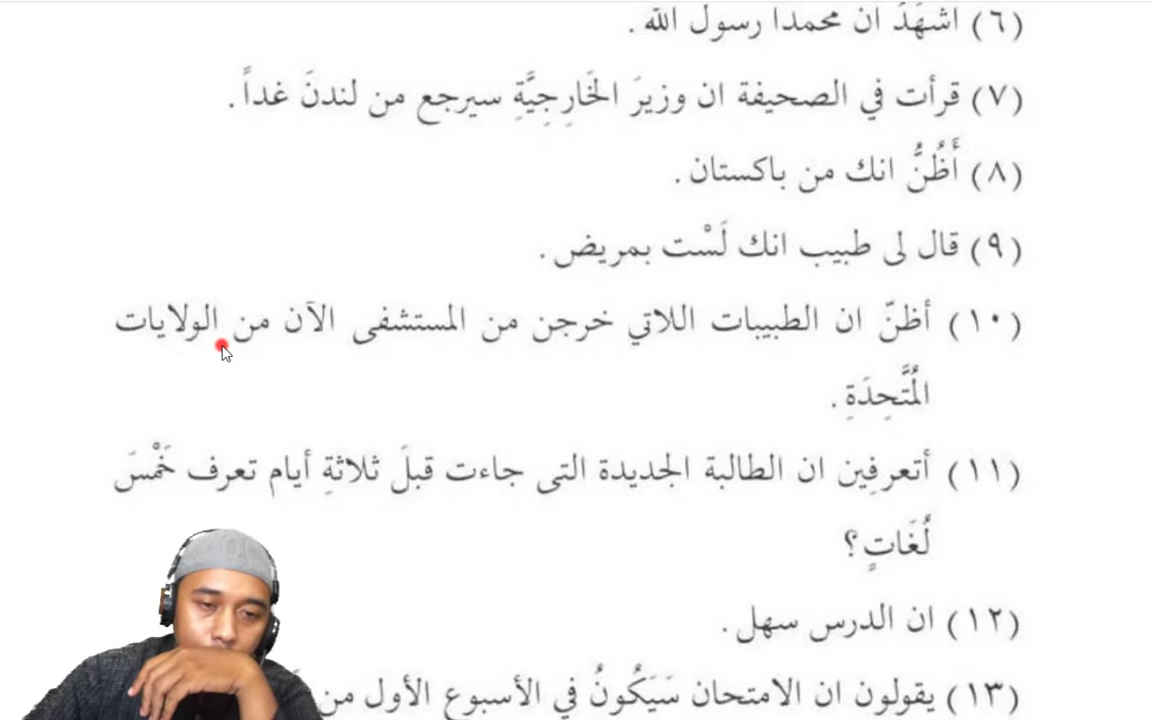 (٦) اشهَدُ ان محمدا رسول الله .
(٧) قرأت في الصحيفة ان وزيرَ الخَارِجِيَّةِ سيرجع من لندنَ غداً .
(٨) أَظُنُّ انك من باكستان .
(٩) قال لى طبيب انك لَسْت بمريض .
(١٠) أظنّ ان الطبيبات اللاتي خرجن من المستشفى الآن من الولايات
المُتَّحِدَةِ .
(١١) أتعرفِين ان الطالبة الجديدة التى جاءت قبلَ ثلاثةِ أيام تعرف خَمْسَ
لُغَاتٍ ؟
(١٢) ان الدرس سهل .
(١٣) يقولون ان الامتحان سَيَكُونُ في الأسبوع الأول من